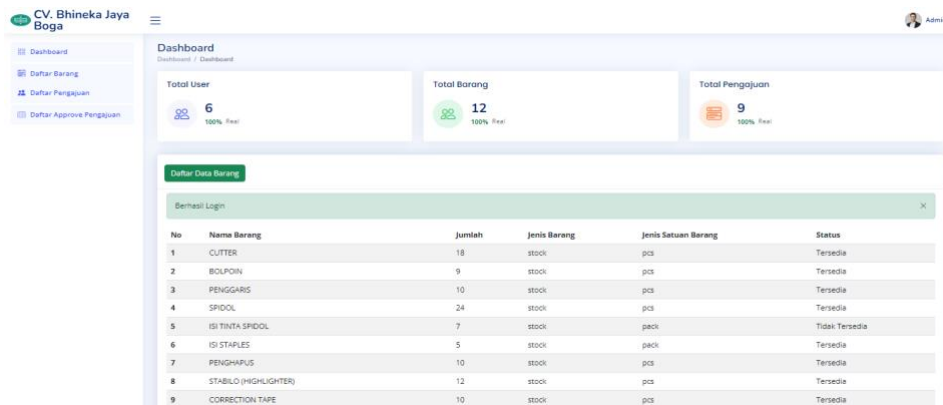 CV. Bhineka Jaya
Boga
Admi
Dashboard
Daftar Barang
Daftar Pengajuan
Daftar Approve Pengajuan
Dashboard
Dashboard / Dashboard
Total User
6
100% Real
Total Barang
12
100% Real
Total Pengajuan
9
100% Real
Daftar Data Barang
Berhasil Login ×
No Nama Barang Jumlah Jenis Barang Jenis Satuan Barang Status
1 CUTTER 18 stock pcs Tersedia
2 BOLPOIN 9 stock pcs Tersedia
3 PENGGARIS 10 stock pcs Tersedia
4 SPIDOL 24 stock pcs Tersedia
5 ISI TINTA SPIDOL 7 stock pack Tidak Tersedia
6 ISI STAPLES 5 stock pack Tersedia
7 PENGHAPUS 10 stock pcs Tersedia
8 STABILO (HIGHLIGHTER) 12 stock pcs Tersedia
9 CORRECTION TAPE 10 stock pcs Tersedia